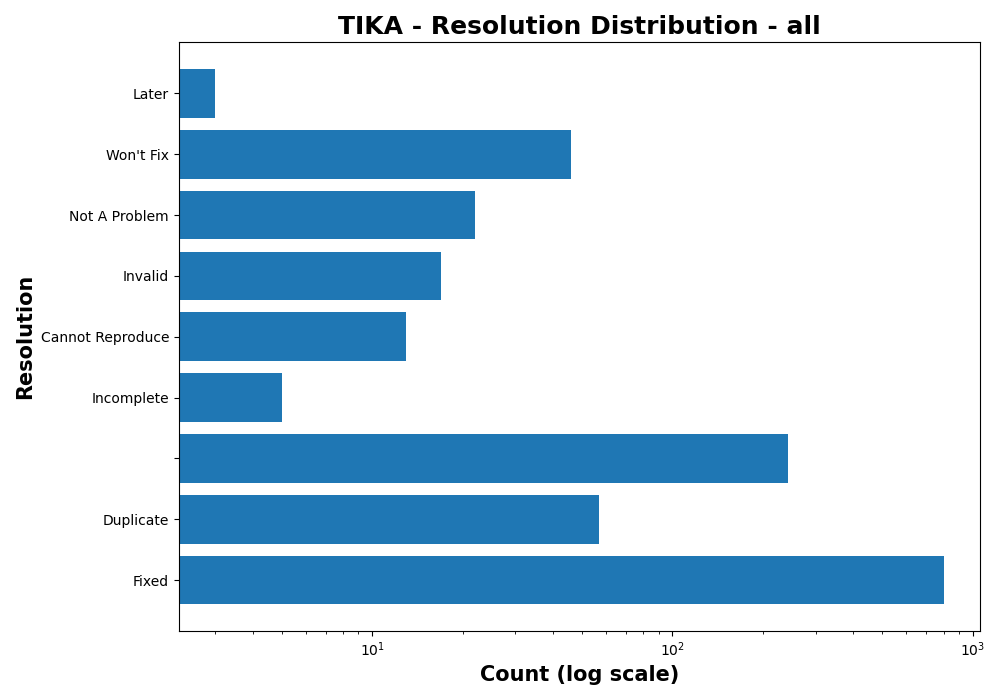 TIKA - Resolution Distribution - all
Later
Won't Fix
Not A Problem
Invalid
Cannot Reproduce
Incomplete
Duplicate
Fixed
Resolution
10¹ 10² 10³
Count (log scale)